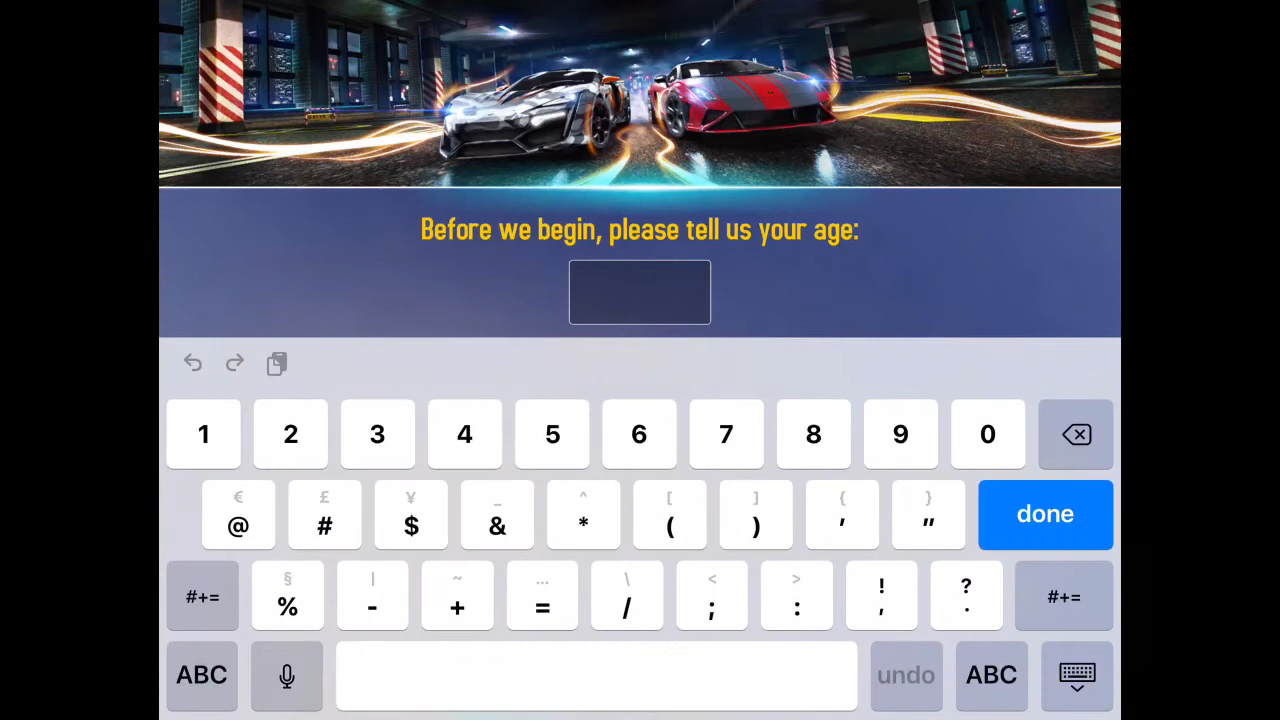 Before we begin, please tell us your age:
1 2 3 4 5 6 7 8 9 0
€ £ ¥ _ ^ [ ] { }
@ # $ & * ( ) ' " done
§ | ~ … \ < > ! ?
#+= % - + = / ; : , . #+=
ABC undo ABC